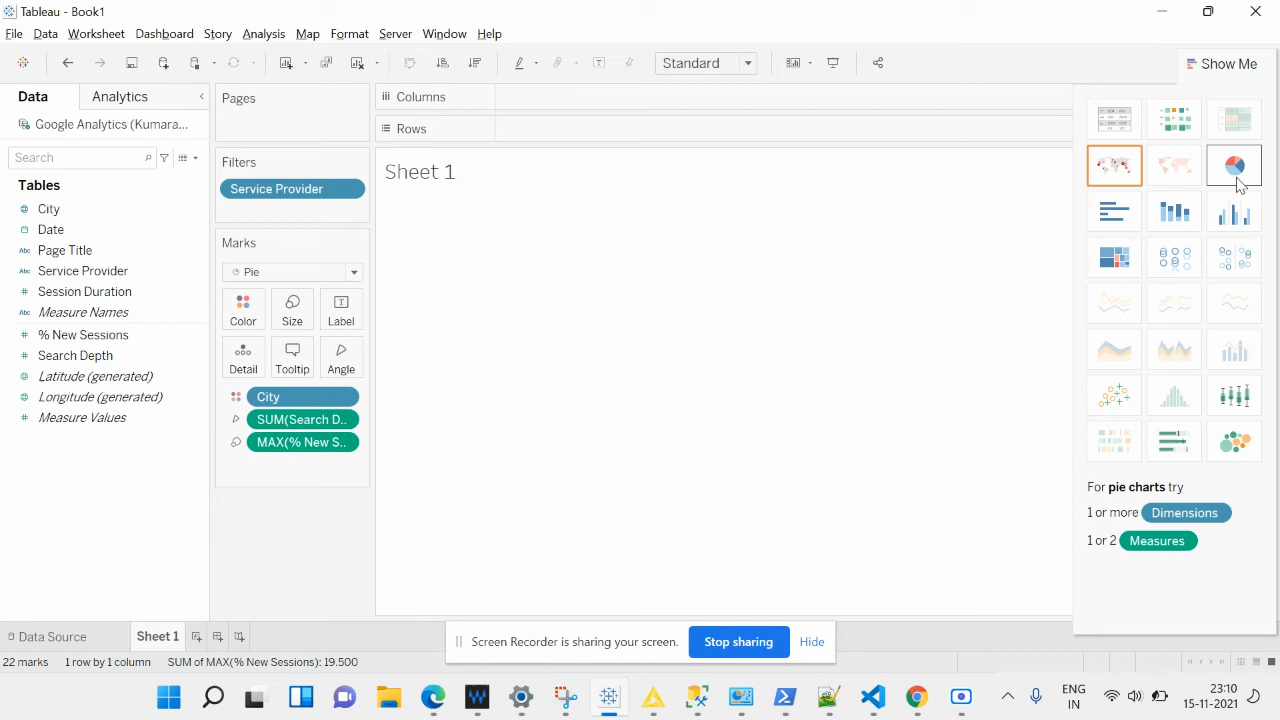 Tableau - Book1
File Data Worksheet Dashboard Story Analysis Map Format Server Window Help
Standard
Show Me
Data Analytics
Pages
Columns
Google Analytics (Kumara...
Rows
Search
Filters
Sheet 1
Tables
Service Provider
City
Date
Marks
Page Title
Service Provider
Pie
Session Duration
Measure Names
Color Size Label
% New Sessions
Search Depth
Detail Tooltip Angle
Latitude (generated)
Longitude (generated)
Measure Values
City
SUM(Search D..
MAX(% New S..
For pie charts try
1 or more Dimensions
1 or 2 Measures
Data Source Sheet 1
Screen Recorder is sharing your screen. Stop sharing Hide
22 marks 1 row by 1 column SUM of MAX(% New Sessions): 19.500
ENG
IN
23:10
15-11-2021